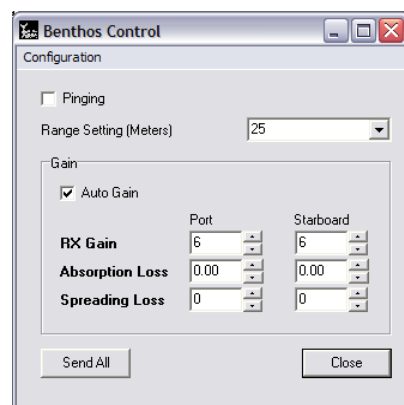 Benthos Control
Configuration
Pinging
Range Setting (Meters) 25
Gain
Auto Gain
Port Starboard
RX Gain 6 6
Absorption Loss 0.00 0.00
Spreading Loss 0 0
Send All Close